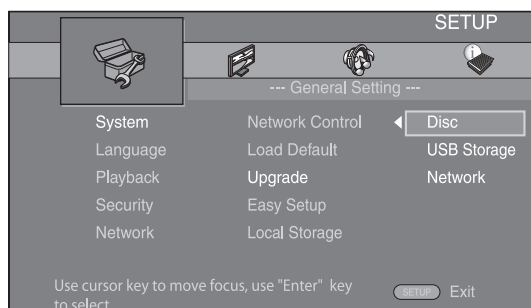 SETUP
--- General Setting ---
System Network Control Disc
Language Load Default USB Storage
Playback Upgrade Network
Security Easy Setup
Network Local Storage
Use cursor key to move focus, use "Enter" key
to select
SETUP Exit